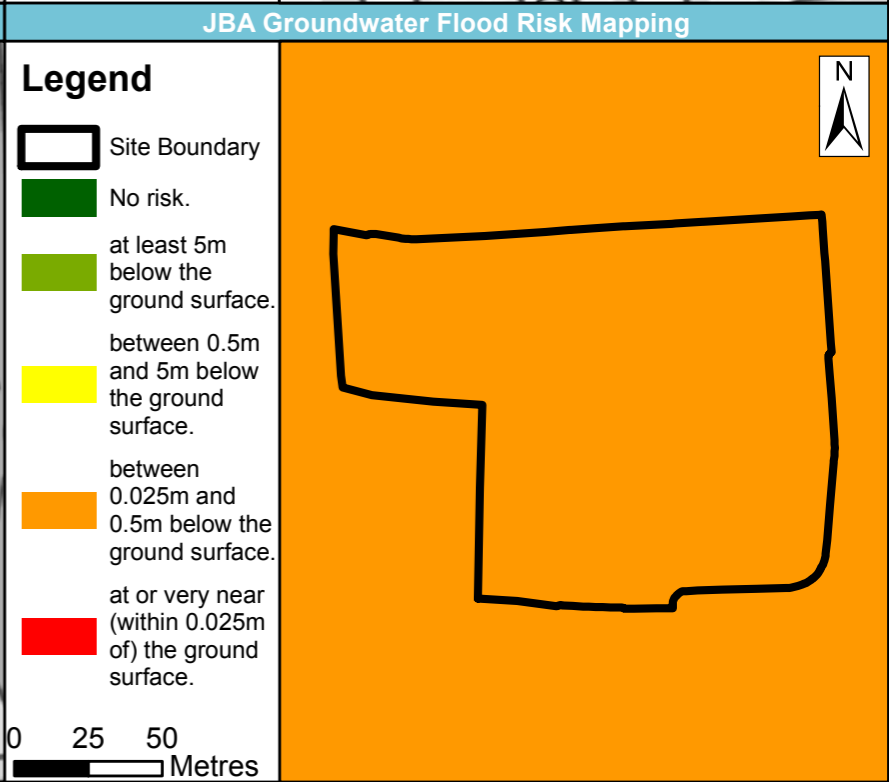 JBA Groundwater Flood Risk Mapping
Legend
Site Boundary
No risk.
at least 5m
below the
ground surface.
between 0.5m
and 5m below
the ground
surface.
between
0.025m and
0.5m below the
ground surface.
at or very near
(within 0.025m
of) the ground
surface.
0 25 50
Metres
N